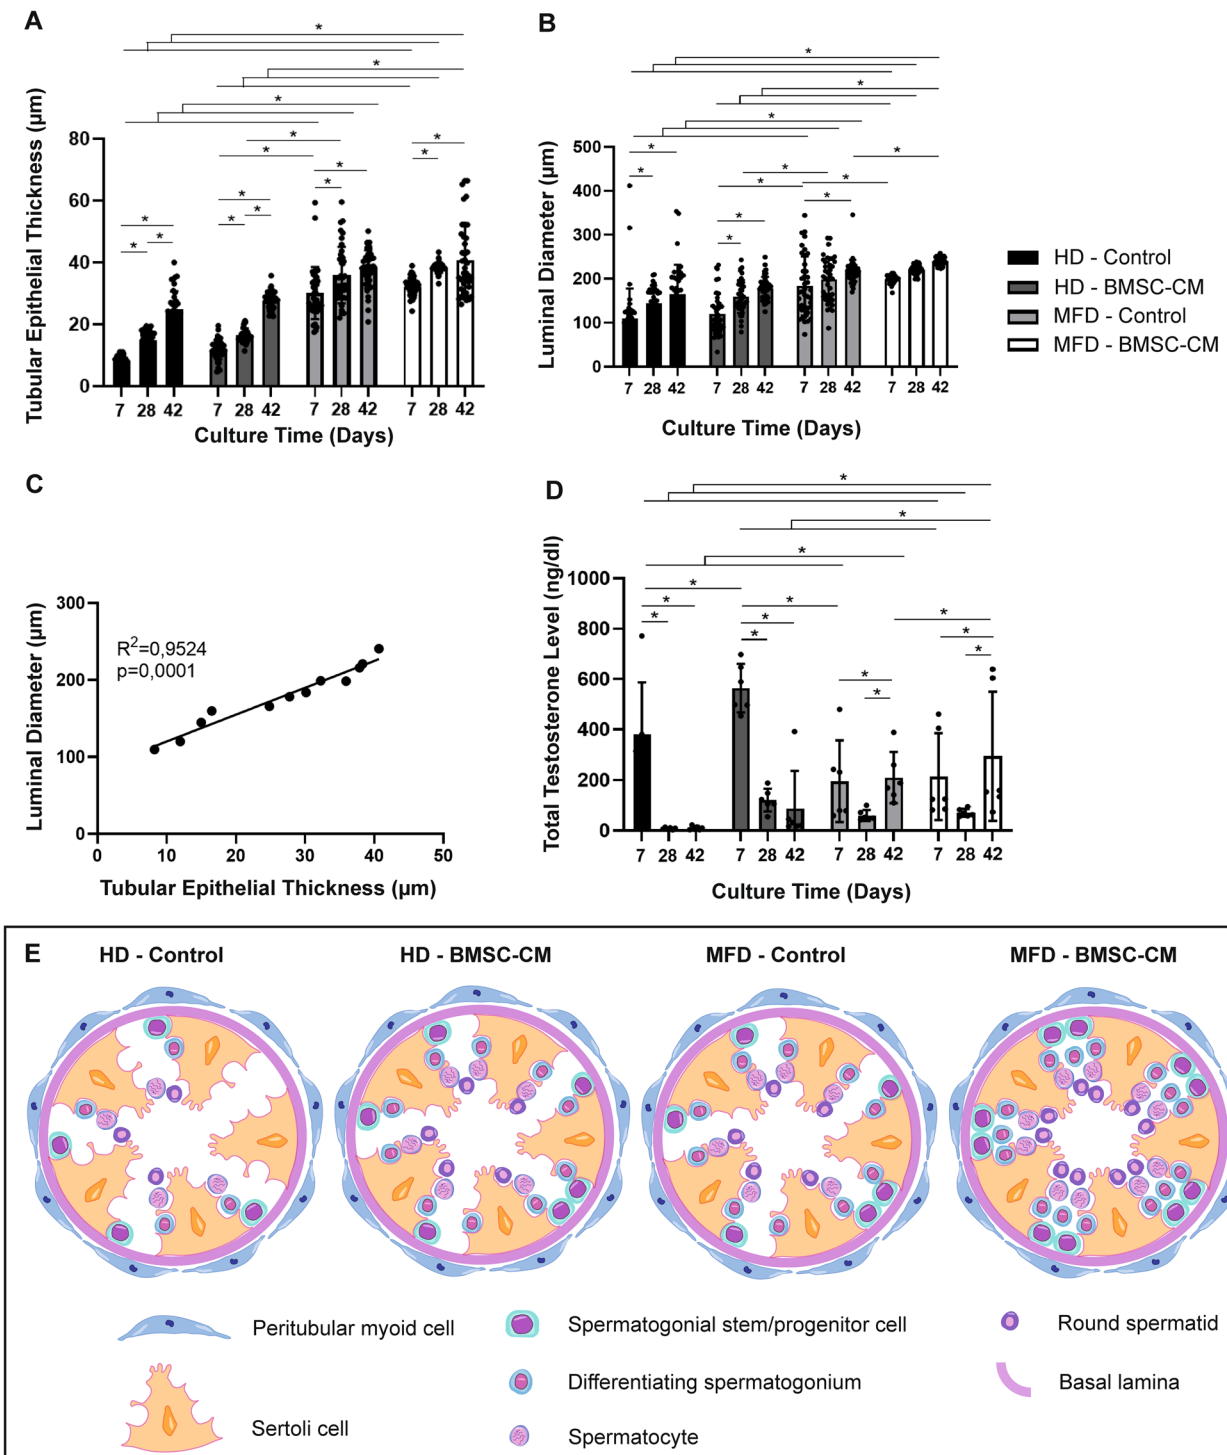 A
Tubular Epithelial Thickness (µm)
80
60
40
20
0
* * * * * * * * * * * * * * * *
7 28 42 7 28 42 7 28 42 7 28 42
Culture Time (Days)
B
Luminal Diameter (µm)
500
400
300
200
100
0
* * * * * * * * * * *
7 28 42 7 28 42 7 28 42 7 28 42
Culture Time (Days)
HD - Control
HD - BMSC-CM
MFD - Control
MFD - BMSC-CM
C
Luminal Diameter (µm)
300
200
100
0
R2=0,9524
p=0,0001
0 10 20 30 40 50
Tubular Epithelial Thickness (µm)
D
Total Testosterone Level (ng/dl)
1000
800
600
400
200
0
* * * * * * * * * * * * *
7 28 42 7 28 42 7 28 42 7 28 42
Culture Time (Days)
E
HD - Control
HD - BMSC-CM
MFD - Control
MFD - BMSC-CM
Peritubular myoid cell
Spermatogonial stem/progenitor cell
Round spermatid
Differentiating spermatogonium
Basal lamina
Sertoli cell
Spermatocyte